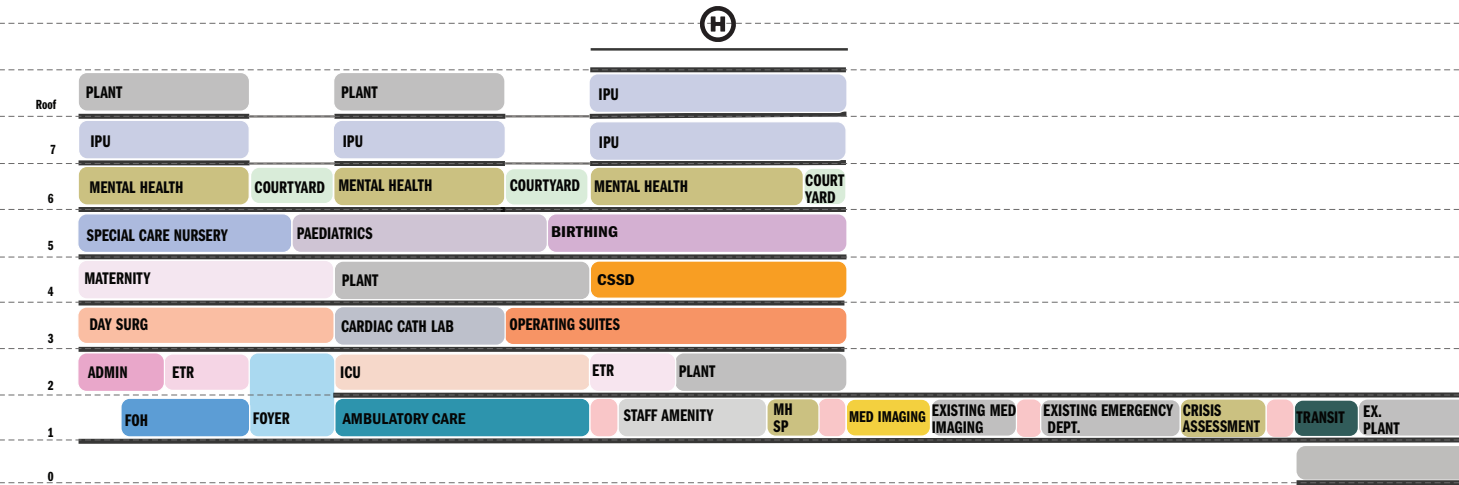 H
Roof
PLANT
PLANT
IPU
7
IPU
IPU
IPU
6
MENTAL HEALTH
COURTYARD
MENTAL HEALTH
COURTYARD
MENTAL HEALTH
COURT
YARD
5
SPECIAL CARE NURSERY
PAEDIATRICS
BIRTHING
4
MATERNITY
PLANT
CSSD
3
DAY SURG
CARDIAC CATH LAB
OPERATING SUITES
2
ADMIN
ETR
ICU
ETR
PLANT
1
FOH
FOYER
AMBULATORY CARE
STAFF AMENITY
MH
SP
MED IMAGING
EXISTING MED
IMAGING
EXISTING EMERGENCY
DEPT.
CRISIS
ASSESSMENT
TRANSIT
EX.
PLANT
0